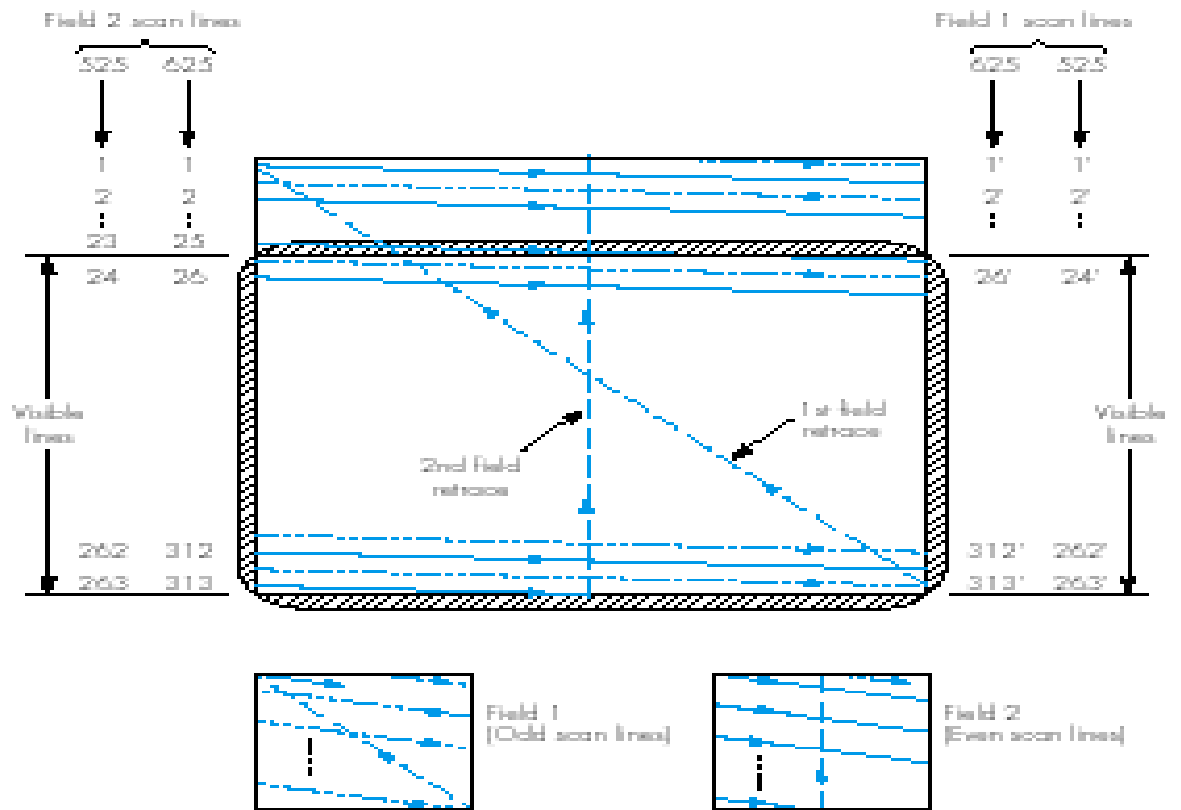 Field 2 scan lines
525 625
1 1
2 2
23 25
24 26
Visible
lines
262 312
263 313
Field 1 scan lines
625 525
1' 1'
2' 2'
26' 24'
Visible
lines
312' 262'
313' 263'
1st field
retrace
2nd field
retrace
Field 1
(Odd scan lines)
Field 2
(Even scan lines)